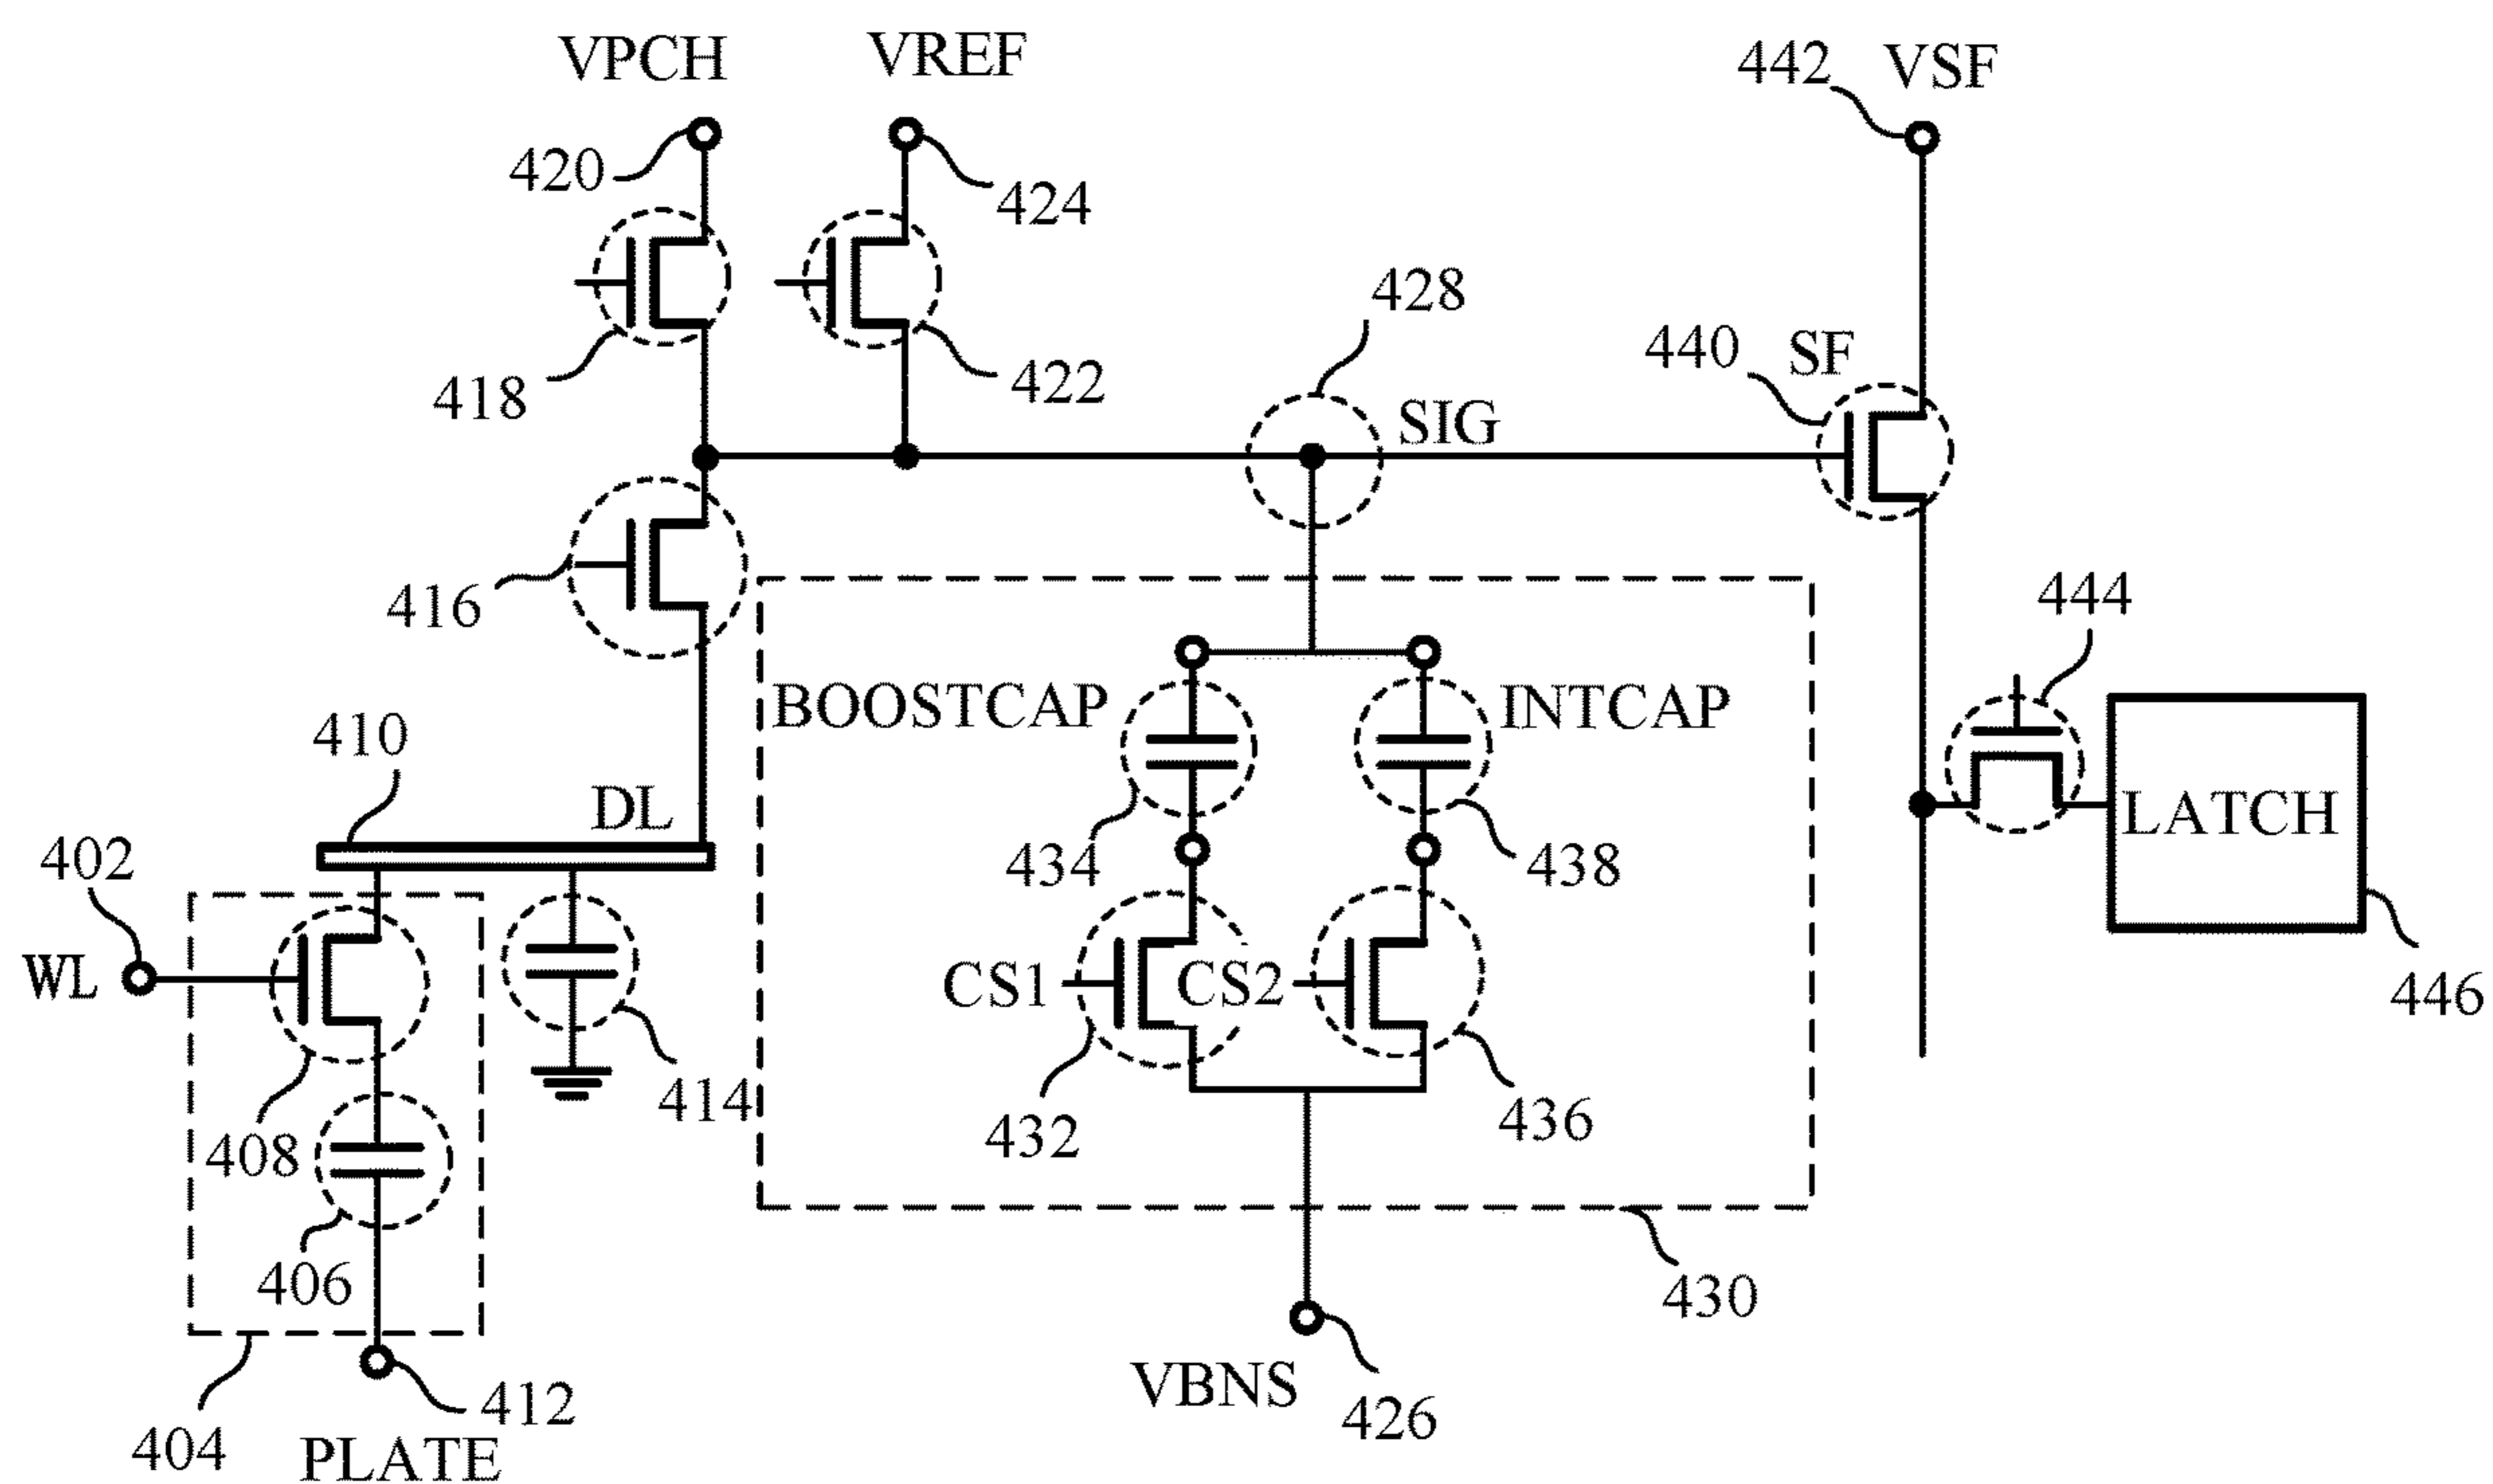 VPCH
VREF
442
VSF
420
424
428
440
SF
418
422
SIG
416
444
BOOSTCAP
INTCAP
410
DL
LATCH
402
434
438
WL
CS1
CS2
446
408
414
432
436
406
430
404
412
VBNS
426
PLATE